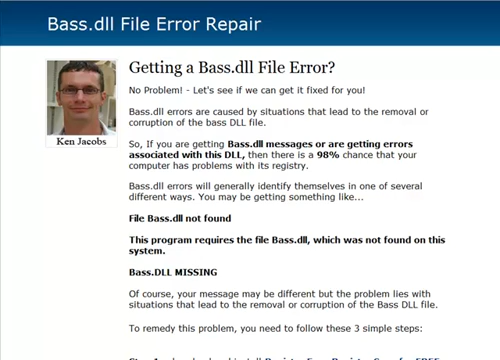 Bass.dll File Error Repair
Getting a Bass.dll File Error?
No Problem! - Let's see if we can get it fixed for you!
Bass.dll errors are caused by situations that lead to the removal or
corruption of the bass DLL file.
Ken Jacobs
So, If you are getting Bass.dll messages or are getting errors
associated with this DLL, then there is a 98% chance that your
computer has problems with its registry.
Bass.dll errors will generally identify themselves in one of several
different ways. You may be getting something like...
File Bass.dll not found
This program requires the file Bass.dll, which was not found on this
system.
Bass.DLL MISSING
Of course, your message may be different but the problem lies with
situations that lead to the removal or corruption of the Bass DLL.
To remedy this problem, you need to follow these 3 simple steps: